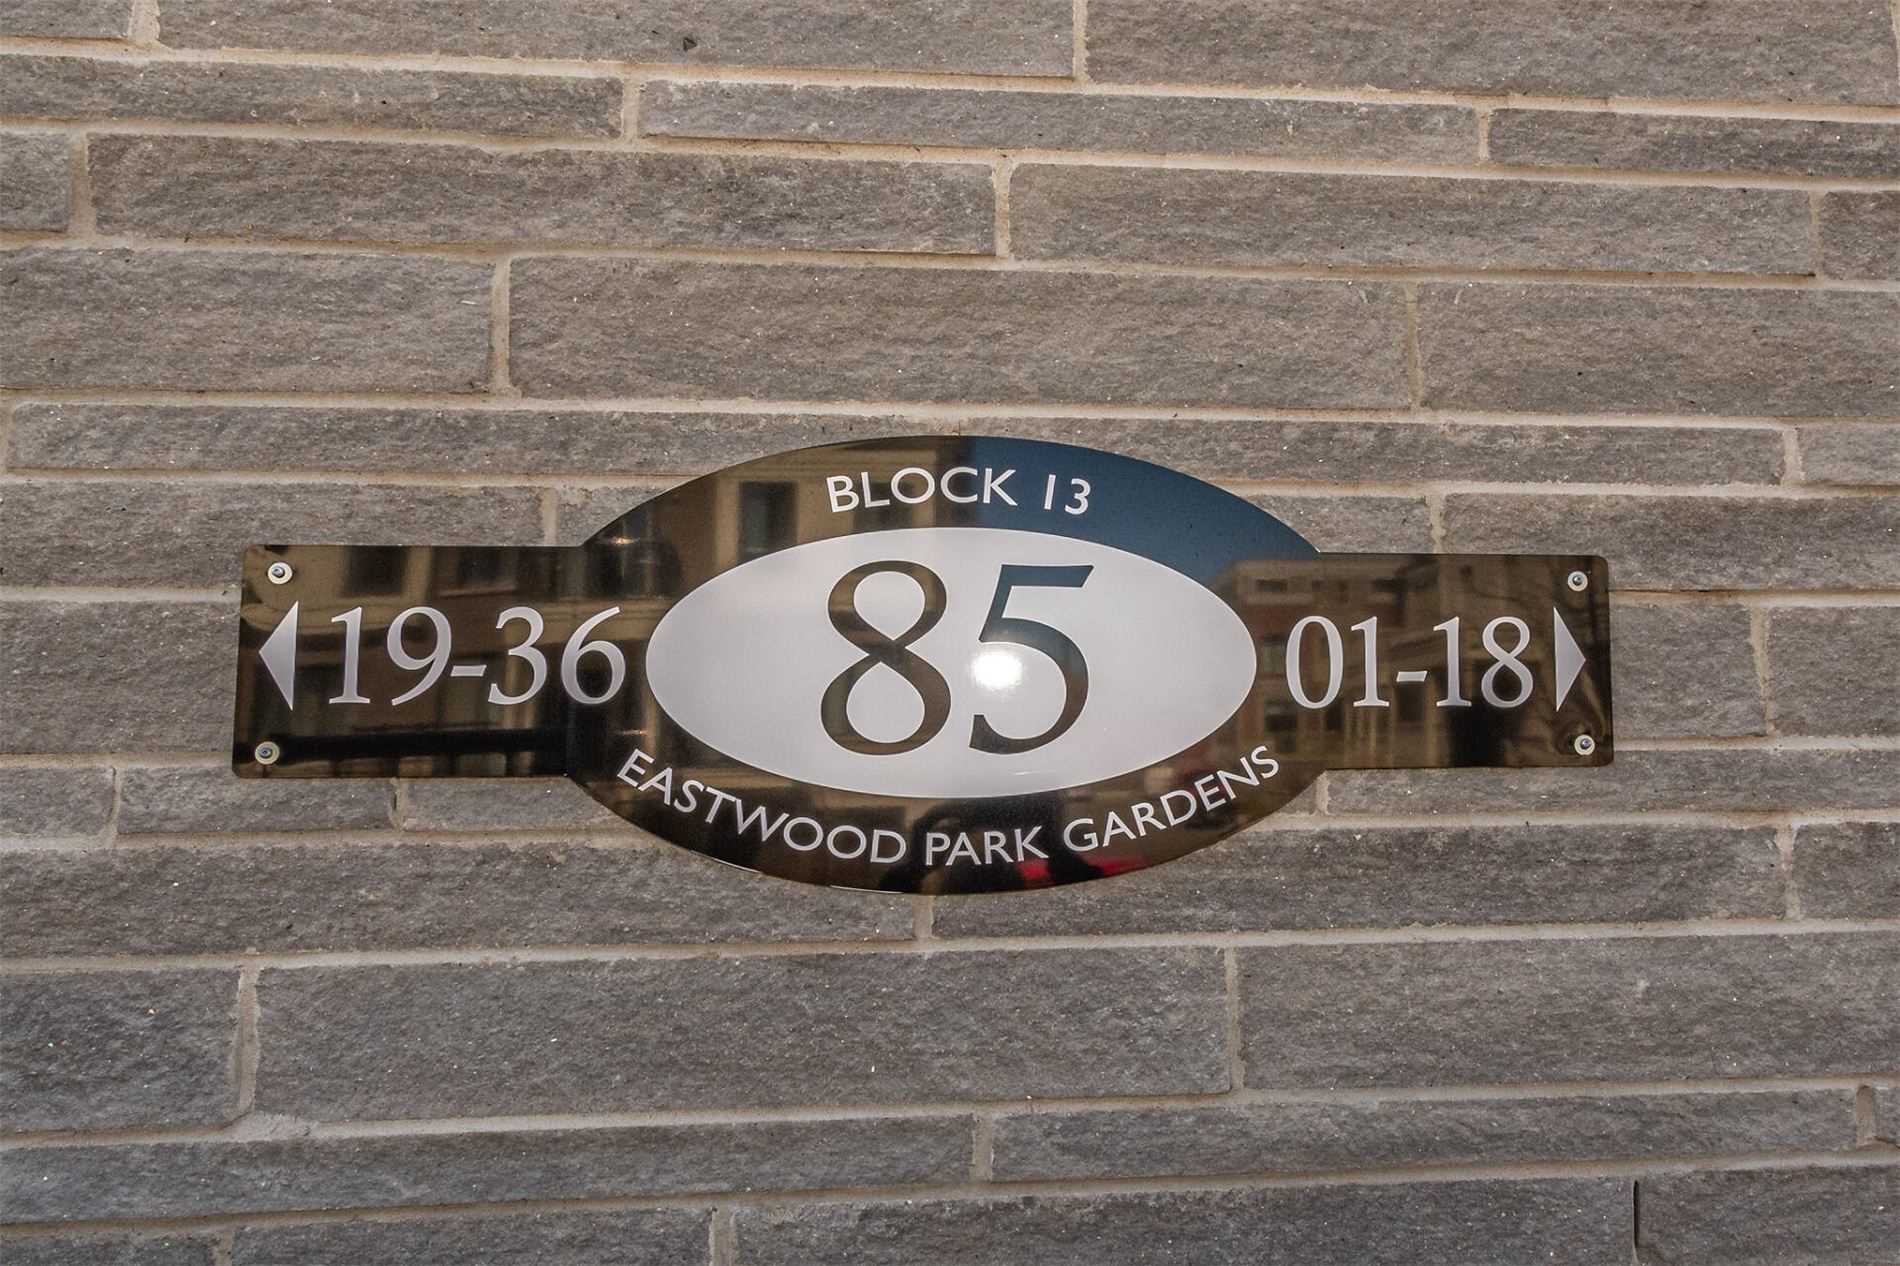 BLOCK 13
19-36
85
01-18
EASTWOOD PARK GARDENS